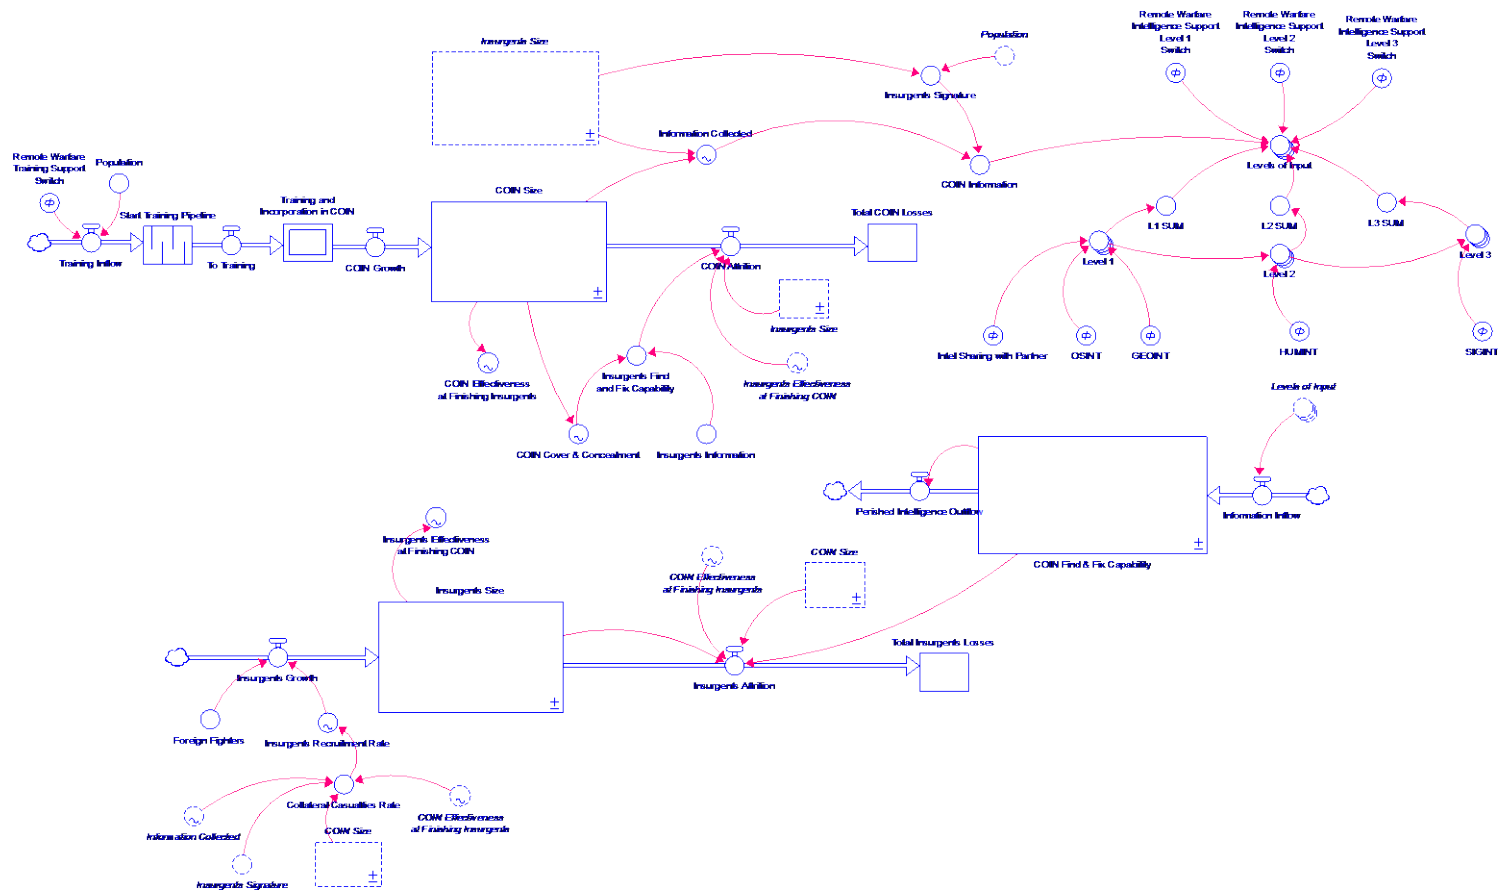 Insurgents Size
Population
Insurgents Signature
Information Collected
COIN Information
Remote Warfare
Intelligence Support
Level 1
Switch
Remote Warfare
Intelligence Support
Level 2
Switch
Remote Warfare
Intelligence Support
Level 3
Switch
Levels of Input
L1 SUM
L2 SUM
L3 SUM
Level 1
Level 2
Level 3
Intel Sharing with Partner
OSINT
GEOINT
HUMINT
SIGINT
Remote Warfare
Training Support
Switch
Population
Start Training Pipeline
Training Inflow
To Training
Training and
Incorporation in COIN
COIN Growth
COIN Size
Total COIN Losses
COIN Attrition
Insurgents Size
COIN Effectiveness
at Finishing Insurgents
Insurgents Find
and Fix Capability
Insurgents Effectiveness
at Finishing COIN
COIN Cover & Concealment
Insurgents Information
Levels of Input
Perished Intelligence Outflow
Information Inflow
COIN Find & Fix Capability
Insurgents Effectiveness
at Finishing COIN
Insurgents Size
COIN Effectiveness
at Finishing Insurgents
COIN Size
Total Insurgents Losses
Insurgents Growth
Insurgents Attrition
Foreign Fighters
Insurgents Recruitment Rate
Collateral Casualties Rate
Information Collected
COIN Size
COIN Effectiveness
at Finishing Insurgents
Insurgents Signature